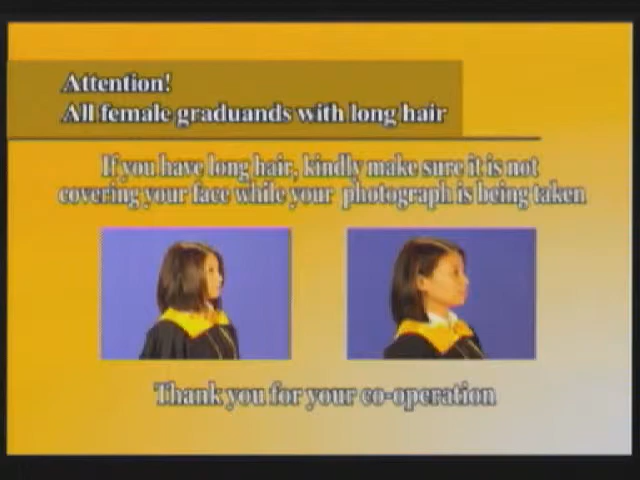 Attention!
All female graduands with long hair
If you have long hair, kindly make sure it is not
covering your face while your photograph is being taken
Thank you for your co-operation